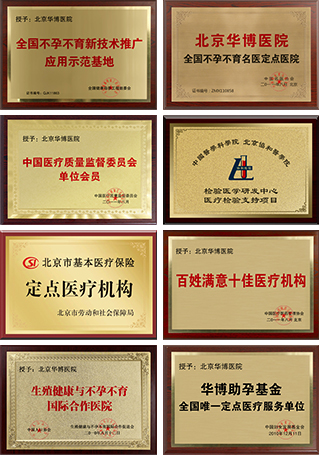 授予：北京华博医院
全国不孕不育新技术推广
应用示范基地
北京华博医院
全国不孕不育名医定点医院
授予：北京华博医院
中国医疗质量监督委员会
单位会员
中国医学科学院 北京协和医学院
检验医学研发中心
医疗检验支持项目
北京市基本医疗保险
定点医疗机构
北京市劳动和社会保障局
授予：北京华博医院
百姓满意十佳医疗机构
授予：北京华博医院
生殖健康与不孕不育
国际合作医院
授予：北京华博医院
华博助孕基金
全国唯一定点医疗服务单位
2010年12月11日